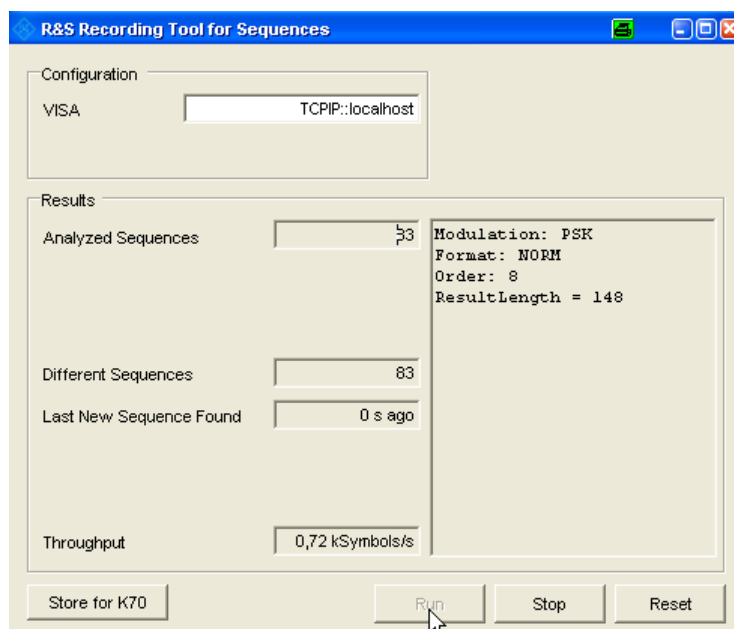 R&S Recording Tool for Sequences
Configuration
VISA TCPIP::localhost
Results
Analyzed Sequences
Modulation: PSK
Format: NORM
Order: 8
ResultLength = 148
Different Sequences 83
Last New Sequence Found 0 s ago
Throughput 0,72 kSymbols/s
Store for K70 Run Stop Reset